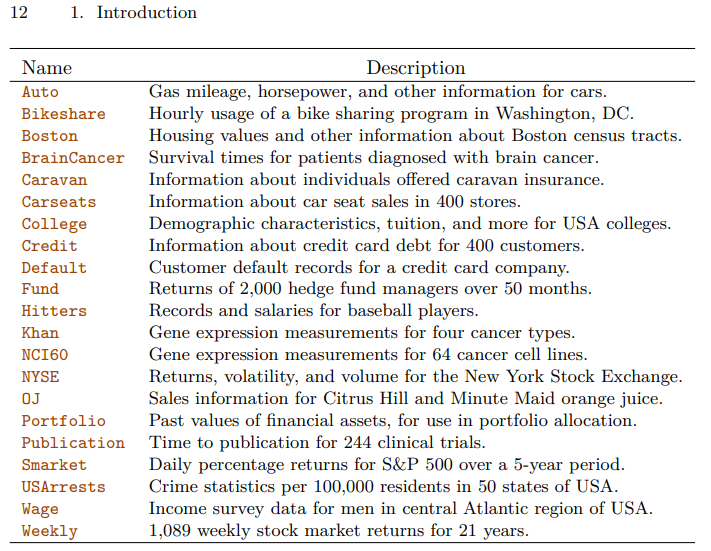 12 1. Introduction
Name Description
Auto Gas mileage, horsepower, and other information for cars.
Bikeshare Hourly usage of a bike sharing program in Washington, DC.
Boston Housing values and other information about Boston census tracts.
BrainCancer Survival times for patients diagnosed with brain cancer.
Caravan Information about individuals offered caravan insurance.
Carseats Information about car seat sales in 400 stores.
College Demographic characteristics, tuition, and more for USA colleges.
Credit Information about credit card debt for 400 customers.
Default Customer default records for a credit card company.
Fund Returns of 2,000 hedge fund managers over 50 months.
Hitters Records and salaries for baseball players.
Khan Gene expression measurements for four cancer types.
NCI60 Gene expression measurements for 64 cancer cell lines.
NYSE Returns, volatility, and volume for the New York Stock Exchange.
OJ Sales information for Citrus Hill and Minute Maid orange juice.
Portfolio Past values of financial assets, for use in portfolio allocation.
Publication Time to publication for 244 clinical trials.
Smarket Daily percentage returns for S&P 500 over a 5-year period.
USArrests Crime statistics per 100,000 residents in 50 states of USA.
Wage Income survey data for men in central Atlantic region of USA.
Weekly 1,089 weekly stock market returns for 21 years.